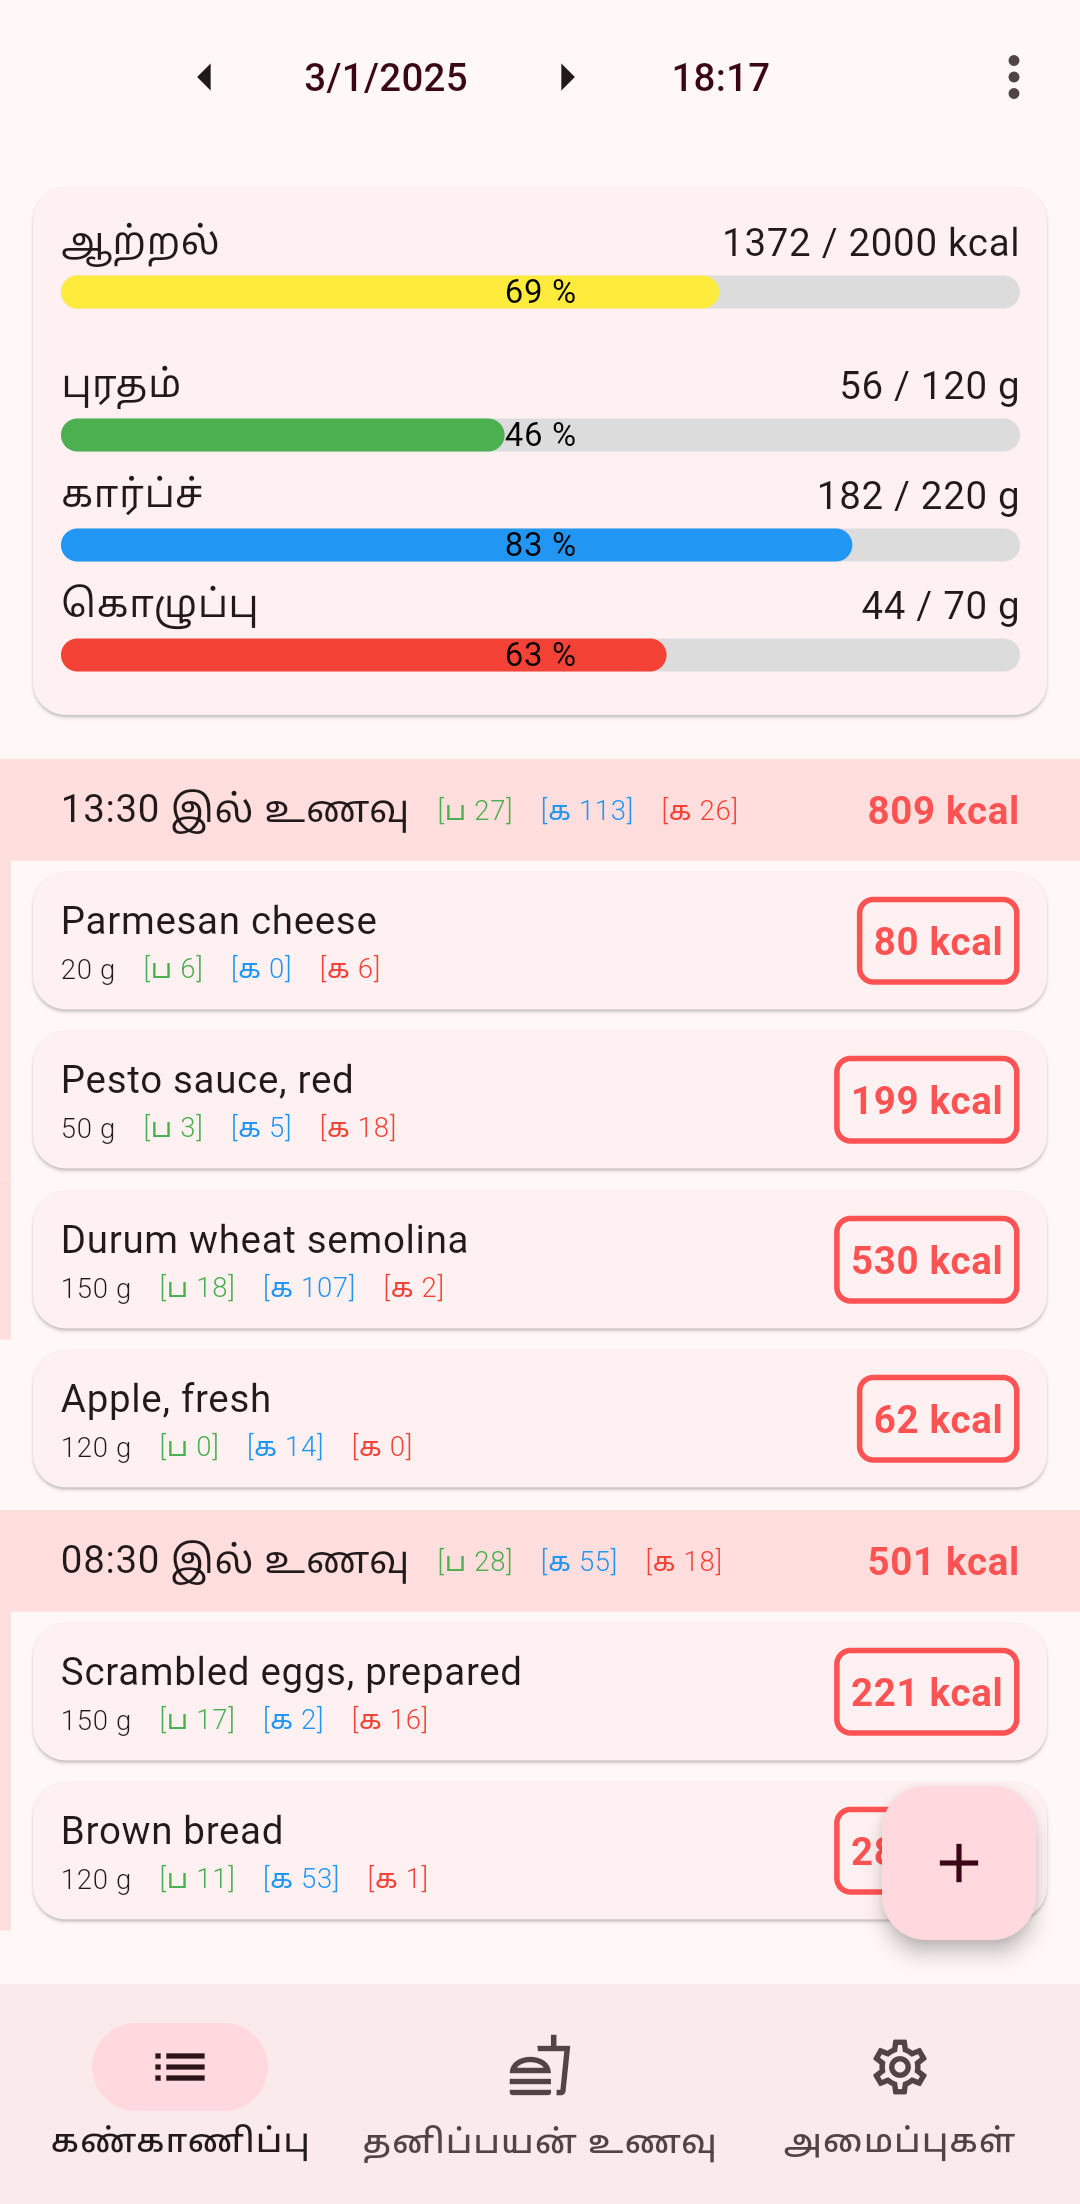 3/1/2025 18:17
ஆற்றல் 1372 / 2000 kcal
69 %
புரதம் 56 / 120 g
46 %
கார்ப்ச் 182 / 220 g
83 %
கொழுப்பு 44 / 70 g
63 %
13:30 இல் உணவு [ப 27] [க 113] [க 26] 809 kcal
Parmesan cheese
20 g [ப 6] [க 0] [க 6] 80 kcal
Pesto sauce, red
50 g [ப 3] [க 5] [க 18] 199 kcal
Durum wheat semolina
150 g [ப 18] [க 107] [க 2] 530 kcal
Apple, fresh
120 g [ப 0] [க 14] [க 0] 62 kcal
08:30 இல் உணவு [ப 28] [க 55] [க 18] 501 kcal
Scrambled eggs, prepared
150 g [ப 17] [க 2] [க 16] 221 kcal
Brown bread
120 g [ப 11] [க 53] [க 1]
கண்காணிப்பு தனிப்பயன் உணவு அமைப்புகள்